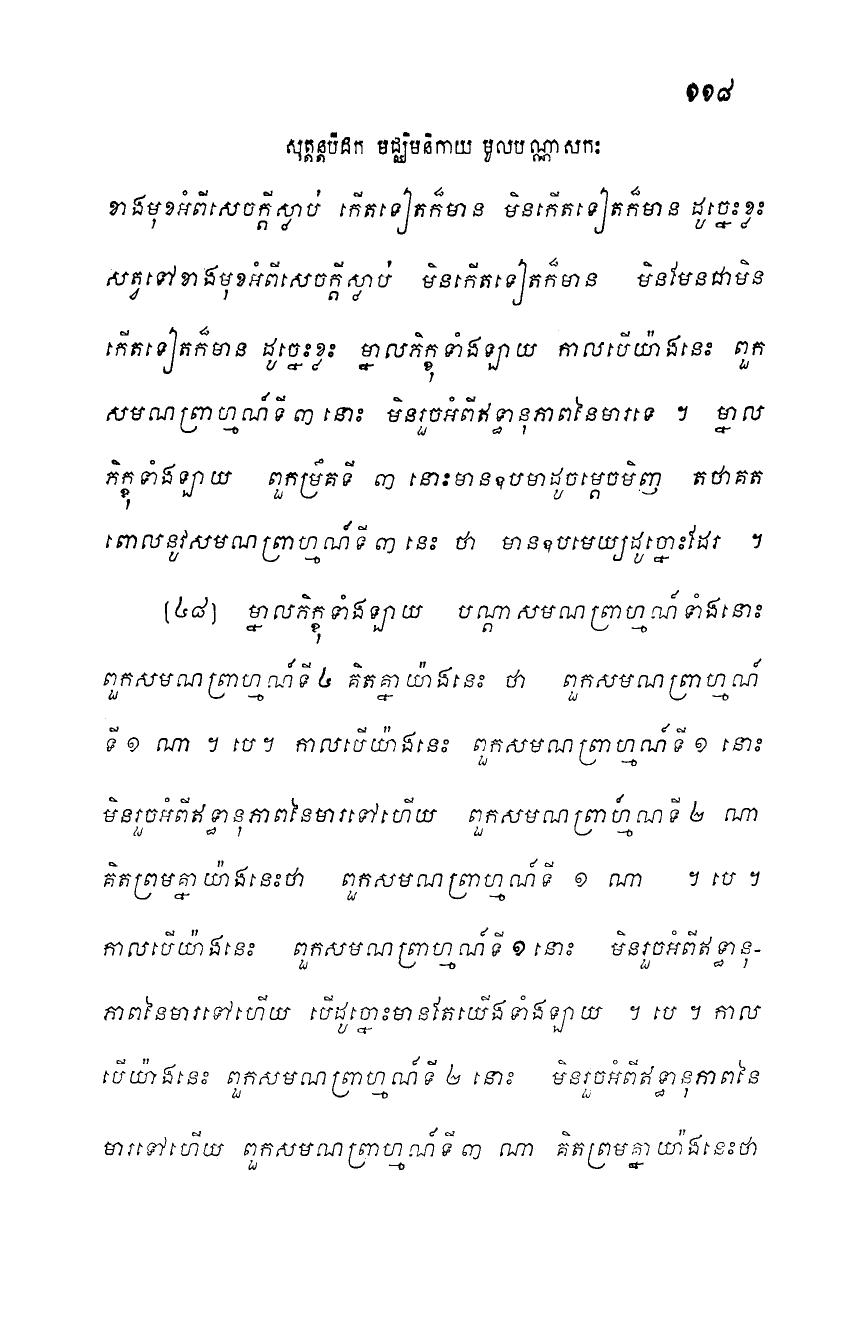 ១១៨
សុត្តន្តបិដក មជ្ឈិមនិកាយ មូលបណ្ណាសកៈ
ខាងមុខអំពីសេចក្តីស្លាប់ កើតទៀតក៏មាន មិនកើតទៀតក៏មាន ដូច្នេះខ្លះ
សត្វទៅខាងមុខអំពីសេចក្តីស្លាប់ មិនកើតទៀតក៏មាន មិនមែនជាមិន
កើតទៀតក៏មាន ដូច្នេះខ្លះ ម្នាលភិក្ខុទាំងឡាយ កាលបើយ៉ាងនេះ ពួក
សមណព្រាហ្មណ៍ទី ៣ នោះ មិនរួចអំពីឥទ្ធានុភាពនៃមារទេ ។ ម្នាល
ភិក្ខុទាំងឡាយ ពួកម្រឹគទី ៣ នោះមានឧបមាដូចម្តេចមិញ តថាគត
ពោលនូវសមណព្រាហ្មណ៍ទី ៣ នេះ ថា មានឧបមេយ្យដូច្នោះដែរ ។
(៤៨) ម្នាលភិក្ខុទាំងឡាយ បណ្តាសមណព្រាហ្មណ៍ទាំងនោះ
ពួកសមណព្រាហ្មណ៍ទី ៤ គិតគ្នាយ៉ាងនេះ ថា ពួកសមណព្រាហ្មណ៍
ទី ១ ណា ។ បេ ។ កាលបើយ៉ាងនេះ ពួកសមណព្រាហ្មណ៍ទី ១ នោះ
មិនរួចអំពីឥទ្ធានុភាពនៃមារទៅហើយ ពួកសមណព្រាហ្ម៍ណទី ២ ណា
គិតព្រមគ្នាយ៉ាងនេះថា ពួកសមណព្រាហ្មណ៍ទី ១ ណា ។ បេ ។
កាលបើយ៉ាងនេះ ពួកសមណព្រាហ្មណ៍ទី ១ នោះ មិនរួចអំពីឥទ្ធានុ-
ភាពនៃមារទៅហើយ បើដូច្នោះមានតែយើងទាំងឡាយ ។ បេ ។ កាល
បើយ៉ាងនេះ ពួកសមណព្រាហ្មណ៍ទី ២ នោះ មិនរួចអំពីឥទ្ធានុភាពនៃ
មារទៅហើយ ពួកសមណព្រាហ្មណ៍ទី ៣ ណា គិតព្រមគ្នាយ៉ាងនេះថា